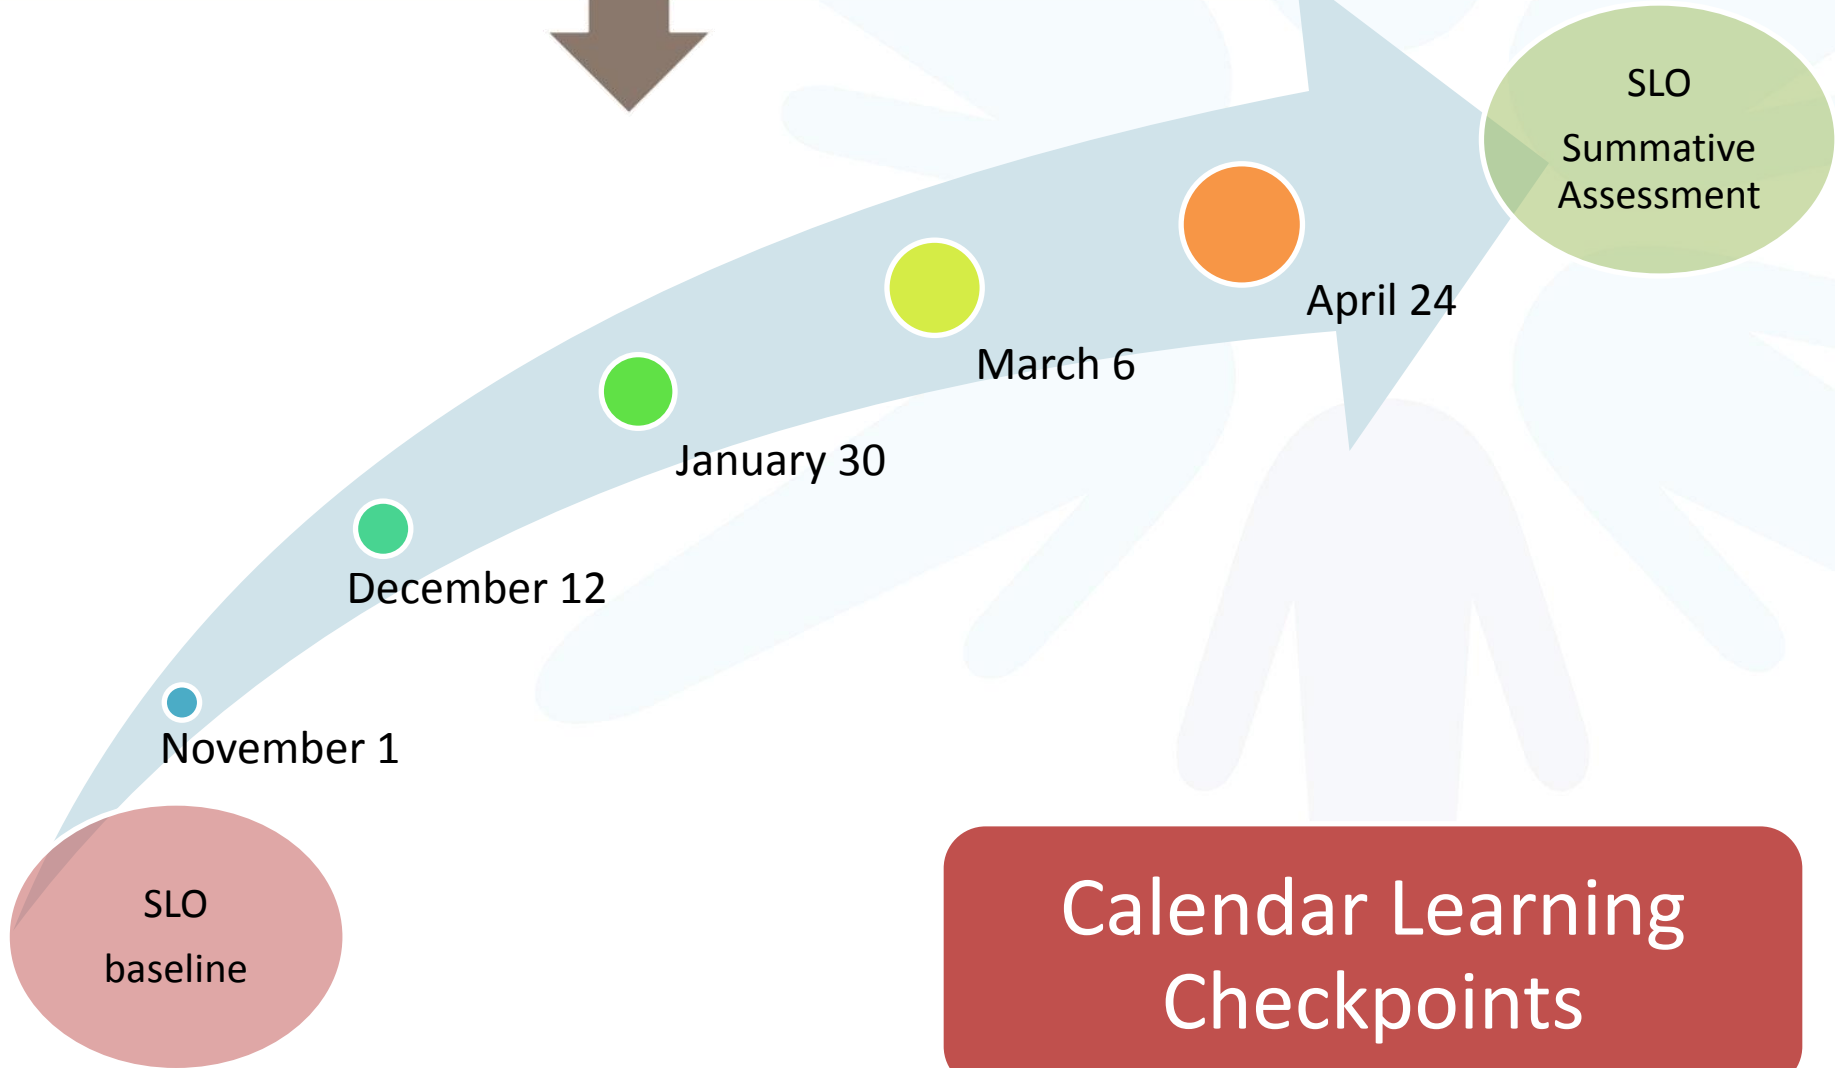 SLO
Summative
Assessment
April 24
March 6
January 30
December 12
November 1
SLO
baseline
Calendar Learning
Checkpoints